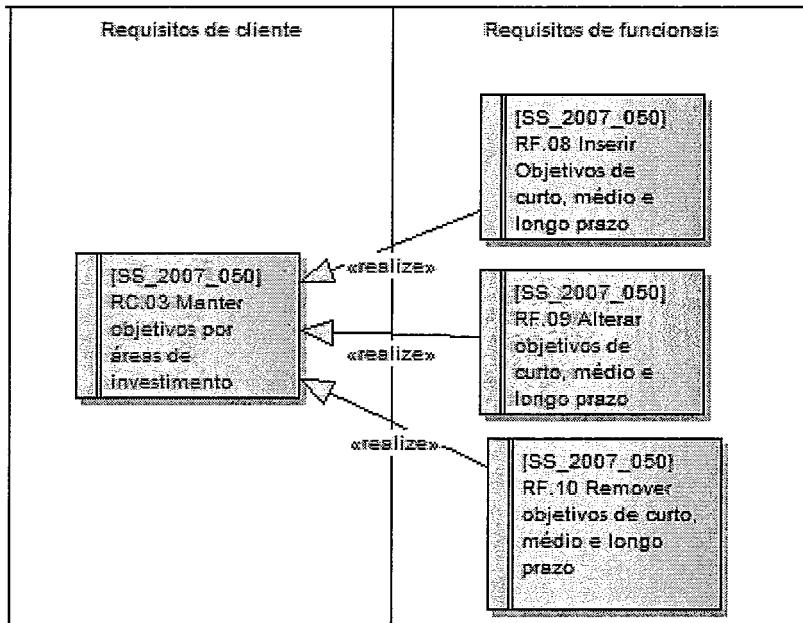 Requisitos de cliente
Requisitos de funcionais
[SS_2007_050]
RF.08 Inserir
Objetivos de
curto, médio e
longo prazo
«realize»
[SS_2007_050]
RC.03 Manter
objetivos por
áreas de
investimento
[SS_2007_050]
RF.09 Alterar
objetivos de
curto, médio e
longo prazo
«realize»
«realize»
[SS_2007_050]
RF.10 Remover
objetivos de curto,
médio e longo
prazo